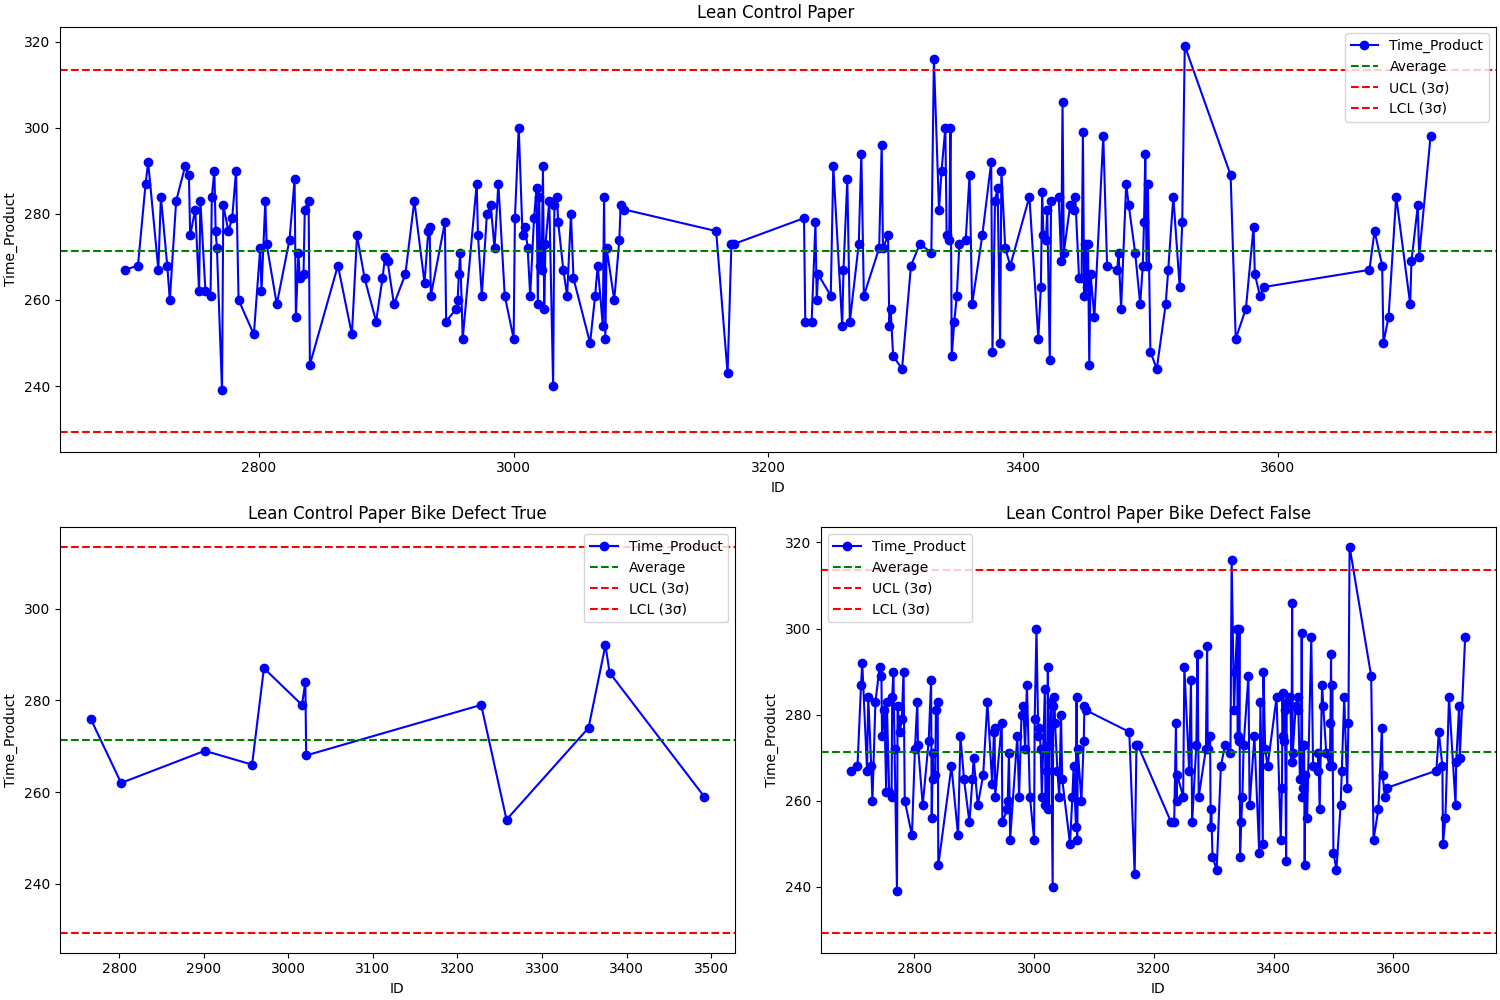 Lean Control Paper
Time_Product
320
300
280
260
240
Time_Product
Average
UCL (3σ)
LCL (3σ)
2800
3000
3200
3400
3600
ID
Lean Control Paper Bike Defect True
Time_Product
300
280
260
240
Time_Product
Average
UCL (3σ)
LCL (3σ)
2800
2900
3000
3100
3200
3300
3400
3500
ID
Lean Control Paper Bike Defect False
Time_Product
320
300
280
260
240
Time_Product
Average
UCL (3σ)
LCL (3σ)
2800
3000
3200
3400
3600
ID